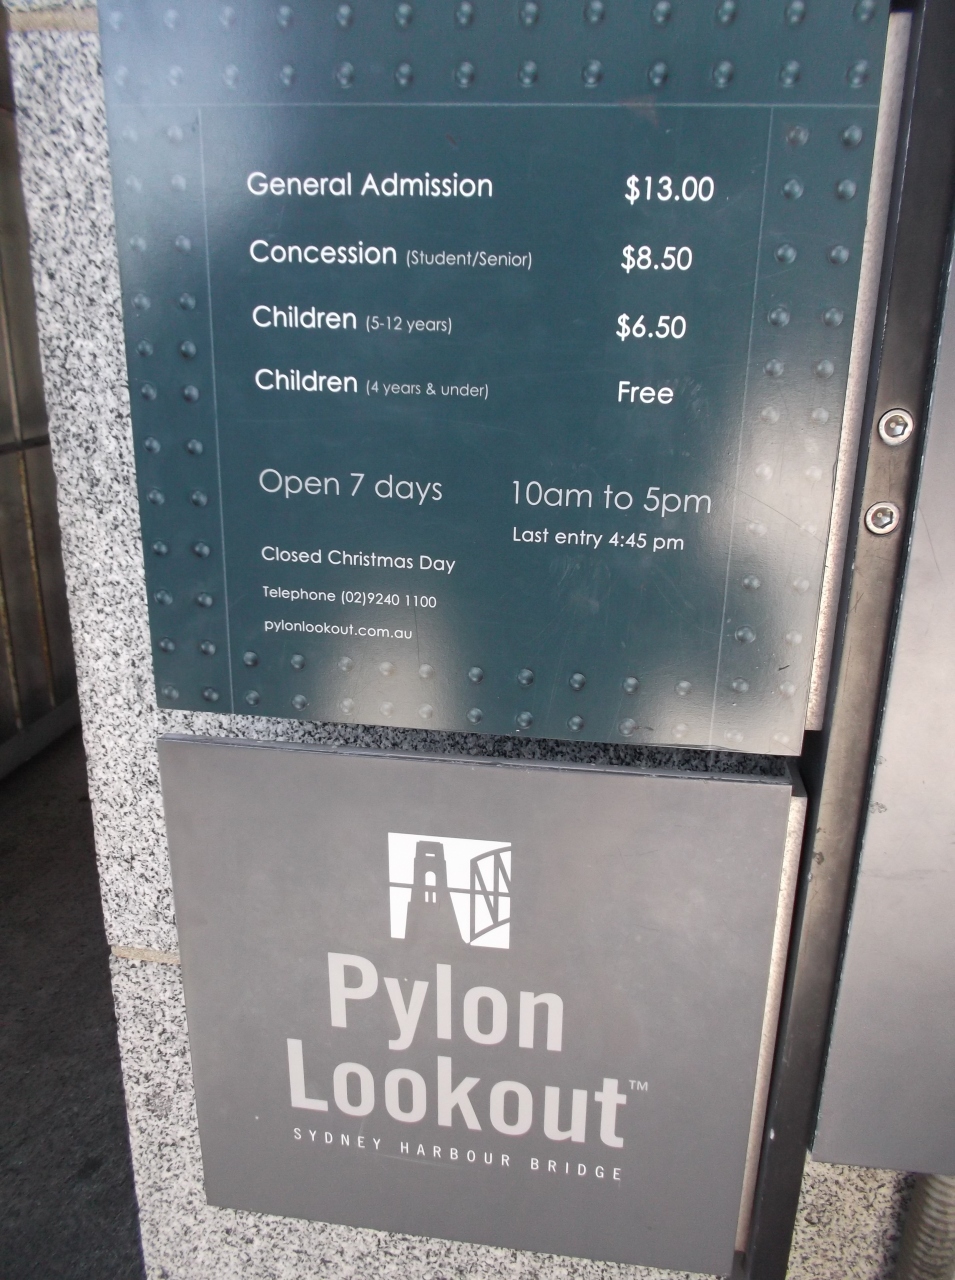 General Admission $13.00
Concession (Student/Senior) $8.50
Children (5-12 years) $6.50
Children (4 years & under) Free
Open 7 days 10am to 5pm
Last entry 4:45 pm
Closed Christmas Day
Telephone (02)9240 1100
pylonlookout.com.au
Pylon
Lookout™
SYDNEY HARBOUR BRIDGE